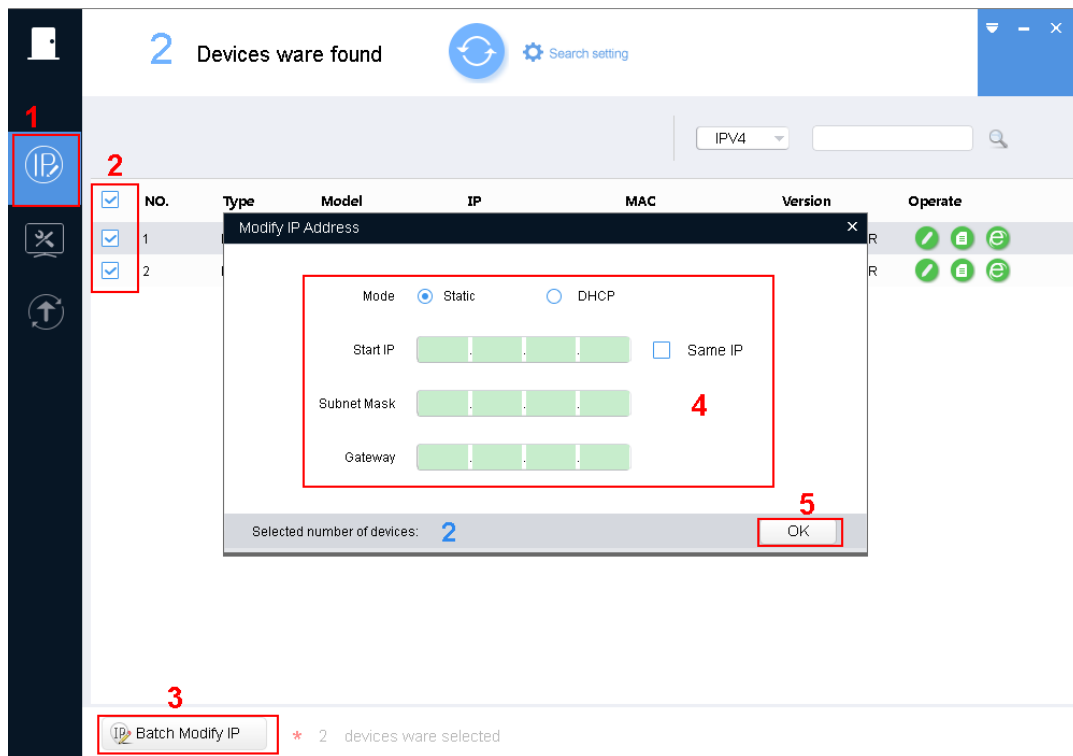 2 Devices ware found
Search setting
1
IP
IPV4
2
NO. Type Model IP MAC Version Operate
Modify IP Address
1
R
2
R
Mode Static DHCP
Start IP . . . Same IP
Subnet Mask . . . 4
Gateway . . .
5
Selected number of devices: 2 OK
3
IP Batch Modify IP * 2 devices ware selected